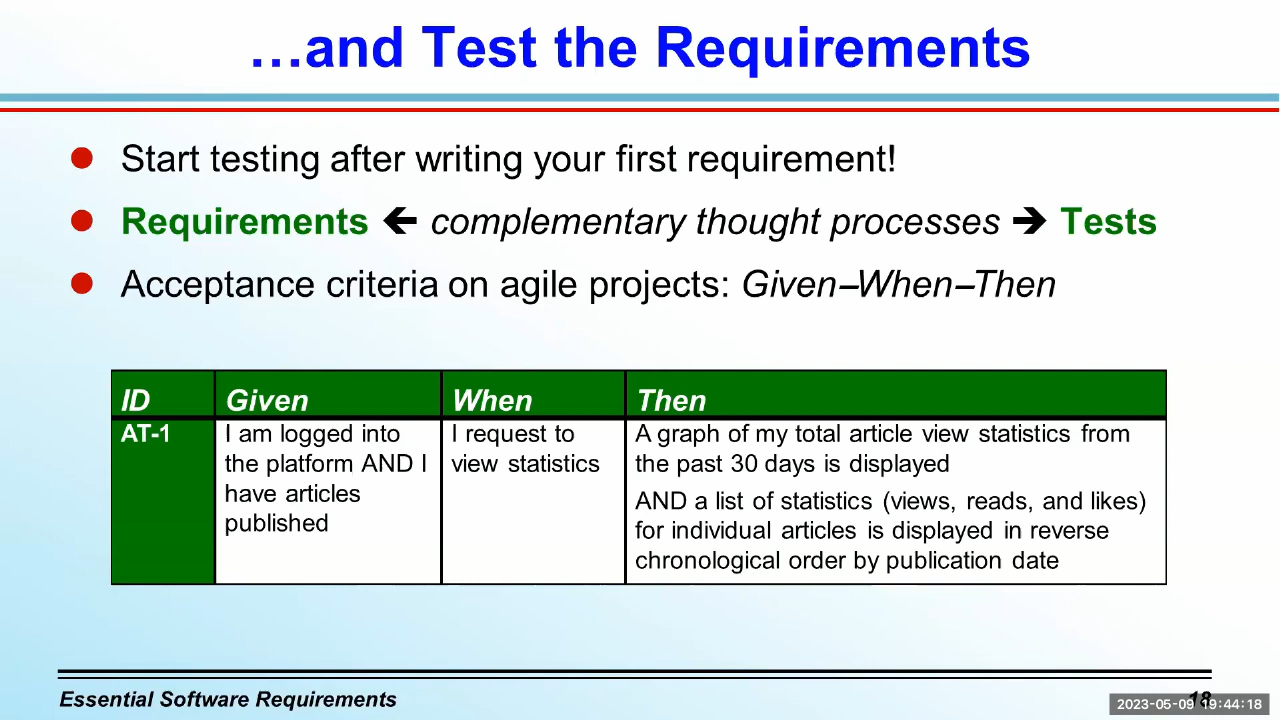 …and Test the Requirements
Start testing after writing your first requirement!
Requirements 🡸 complementary thought processes 🡺 Tests
Acceptance criteria on agile projects: Given–When–Then
ID Given When Then
AT-1 I am logged into I request to A graph of my total article view statistics from
the platform AND I view statistics the past 30 days is displayed
have articles AND a list of statistics (views, reads, and likes)
published for individual articles is displayed in reverse
chronological order by publication date
Essential Software Requirements 18
2023-05-09 19:44:18